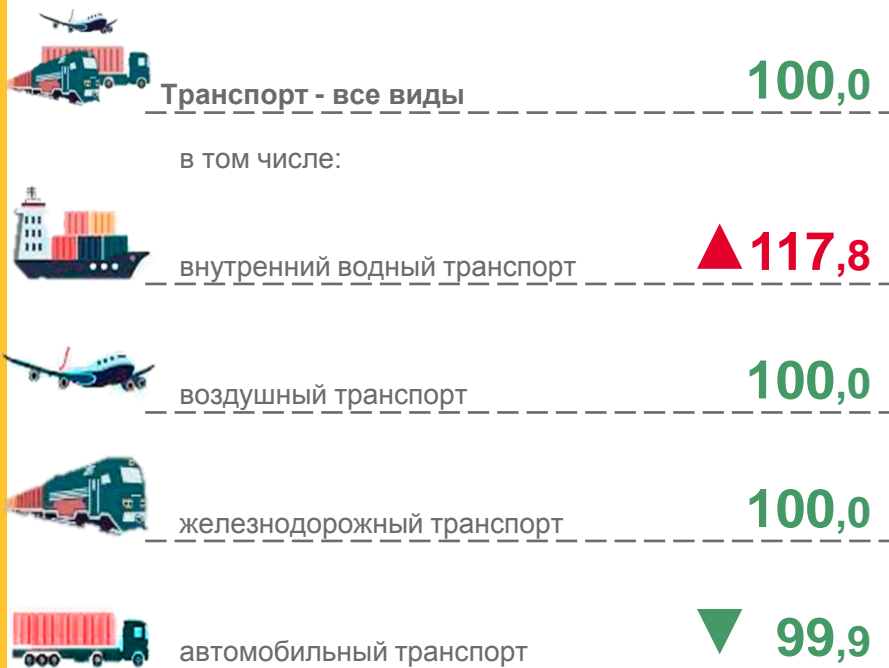 Транспорт - все виды 100,0
в том числе:
внутренний водный транспорт ▲117,8
воздушный транспорт 100,0
железнодорожный транспорт 100,0
автомобильный транспорт ▼ 99,9